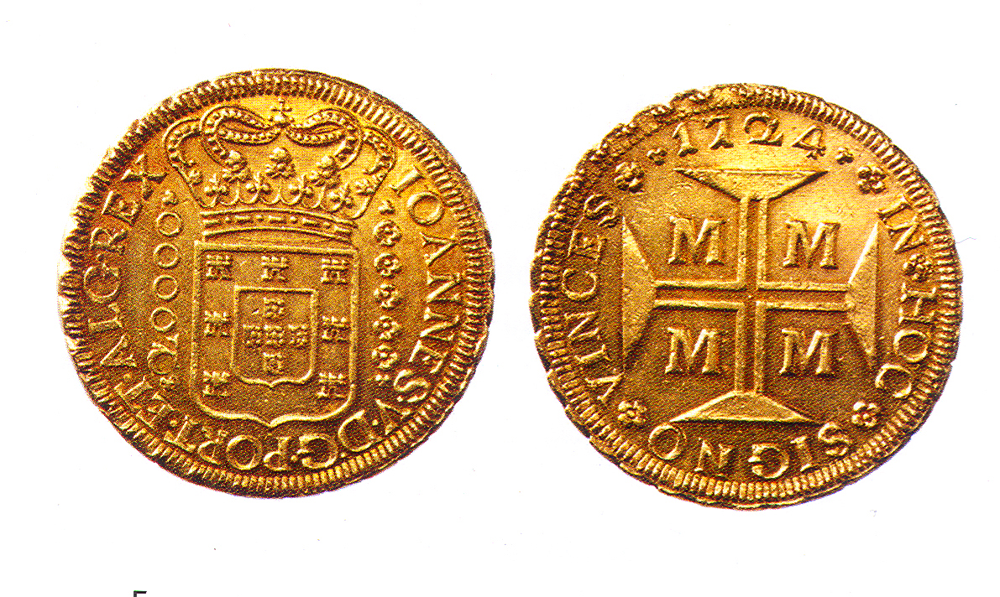 IOANNES·V·D·G·PORT·ET·ALG·REX
20000
1724
IN HOC SIGNO VINCES
M M
M M